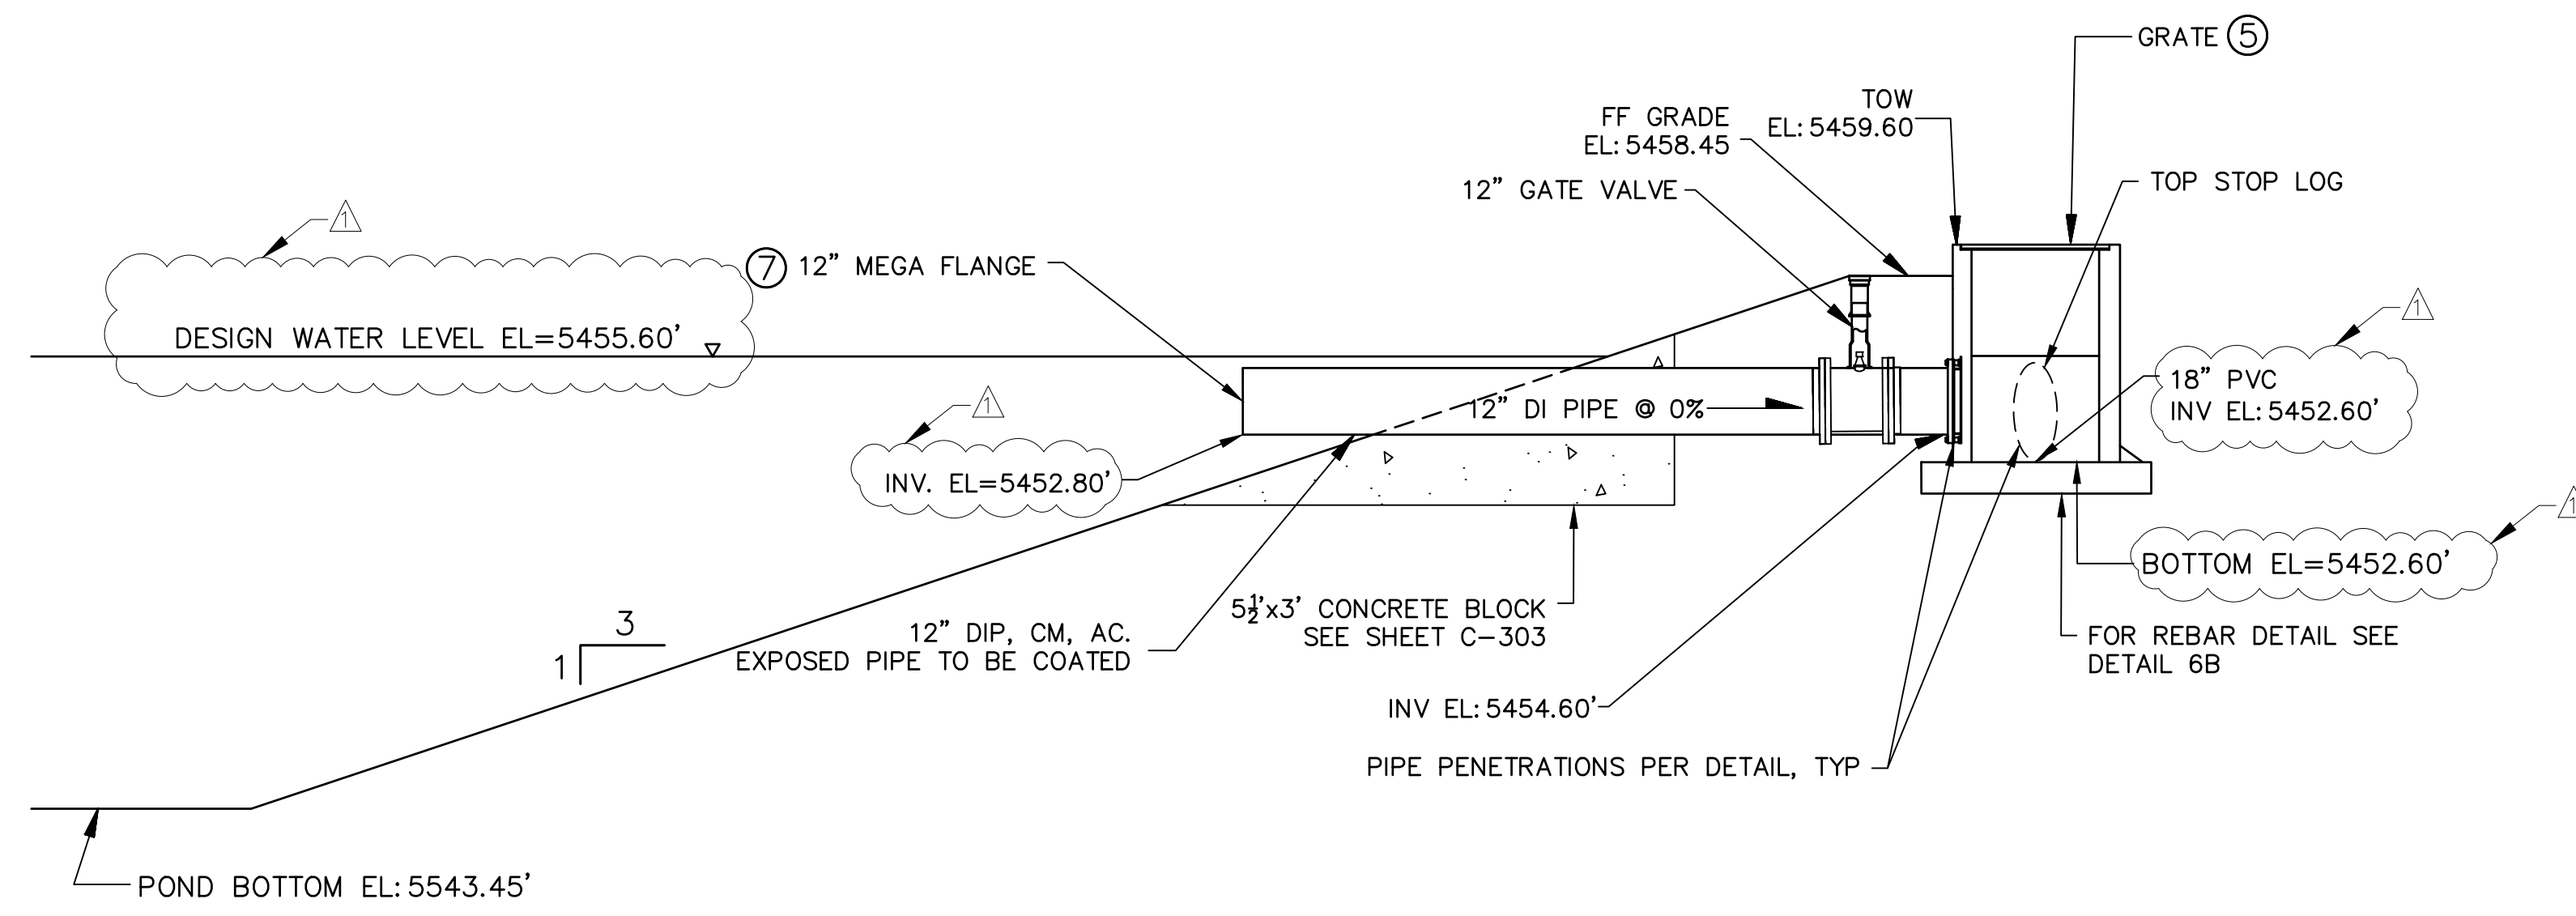 GRATE 5
TOW
EL:5459.60
FF GRADE
EL:5458.45
12" GATE VALVE
TOP STOP LOG
1
7 12" MEGA FLANGE
DESIGN WATER LEVEL EL=5455.60'
1
18" PVC
INV EL:5452.60'
1
12" DI PIPE @ 0%
INV. EL=5452.80'
1
BOTTOM EL=5452.60'
5½'x3' CONCRETE BLOCK
SEE SHEET C-303
12" DIP, CM, AC.
EXPOSED PIPE TO BE COATED
3
1
FOR REBAR DETAIL SEE
DETAIL 6B
INV EL:5454.60'
PIPE PENETRATIONS PER DETAIL, TYP
POND BOTTOM EL:5543.45'